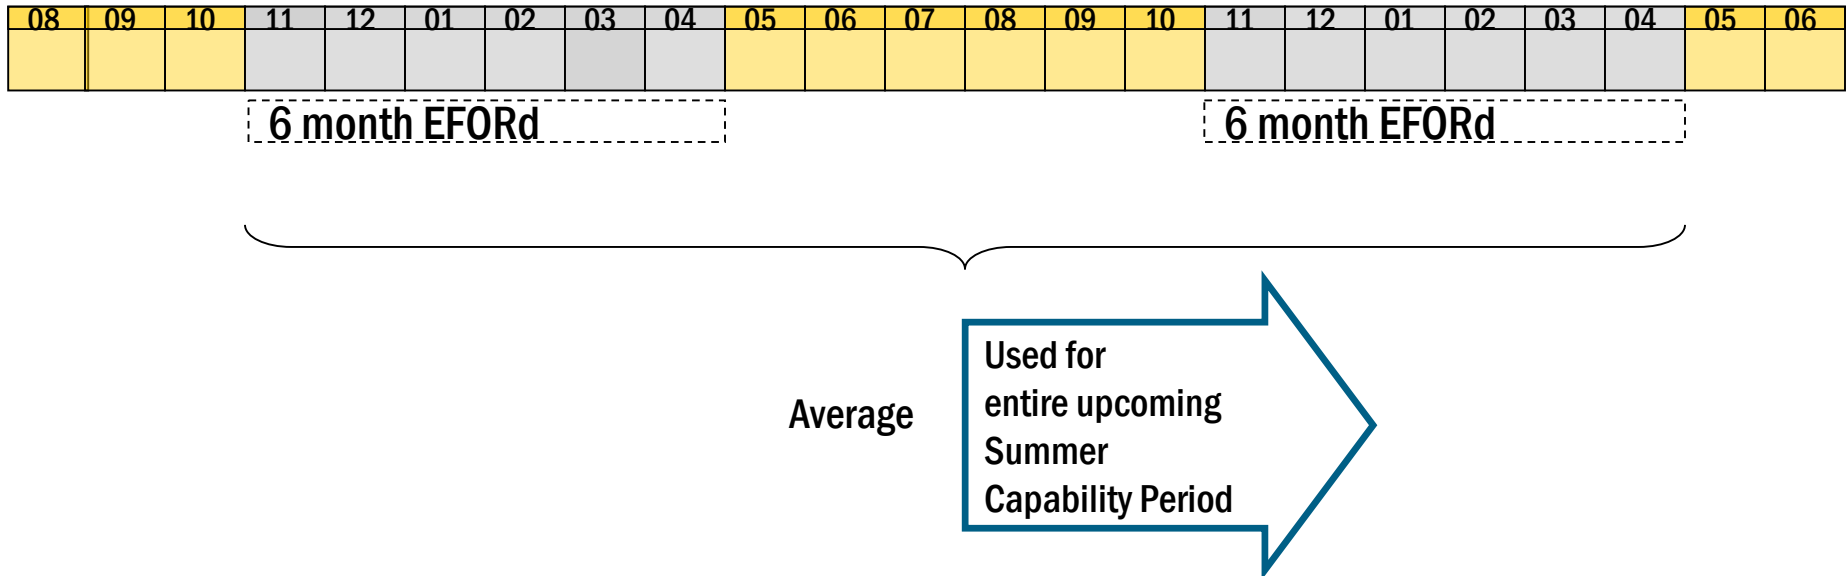 08 09 10 11 12 01 02 03 04 05 06 07 08 09 10 11 12 01 02 03 04 05 06
6 month EFORd 6 month EFORd
Used for
entire upcoming
Average
Summer
Capability Period